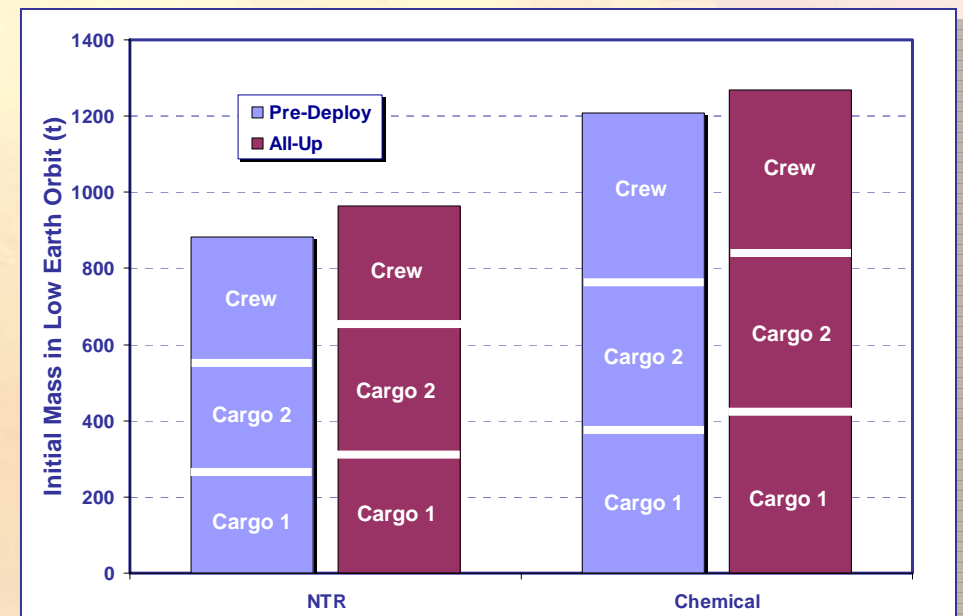 1400
1200
1000
800
600
400
200
0
Initial Mass in Low Earth Orbit (t)
Pre-Deploy
All-Up
Crew
Cargo 2
Cargo 1
Crew
Cargo 2
Cargo 1
Crew
Cargo 2
Cargo 1
Crew
Cargo 2
Cargo 1
NTR
Chemical